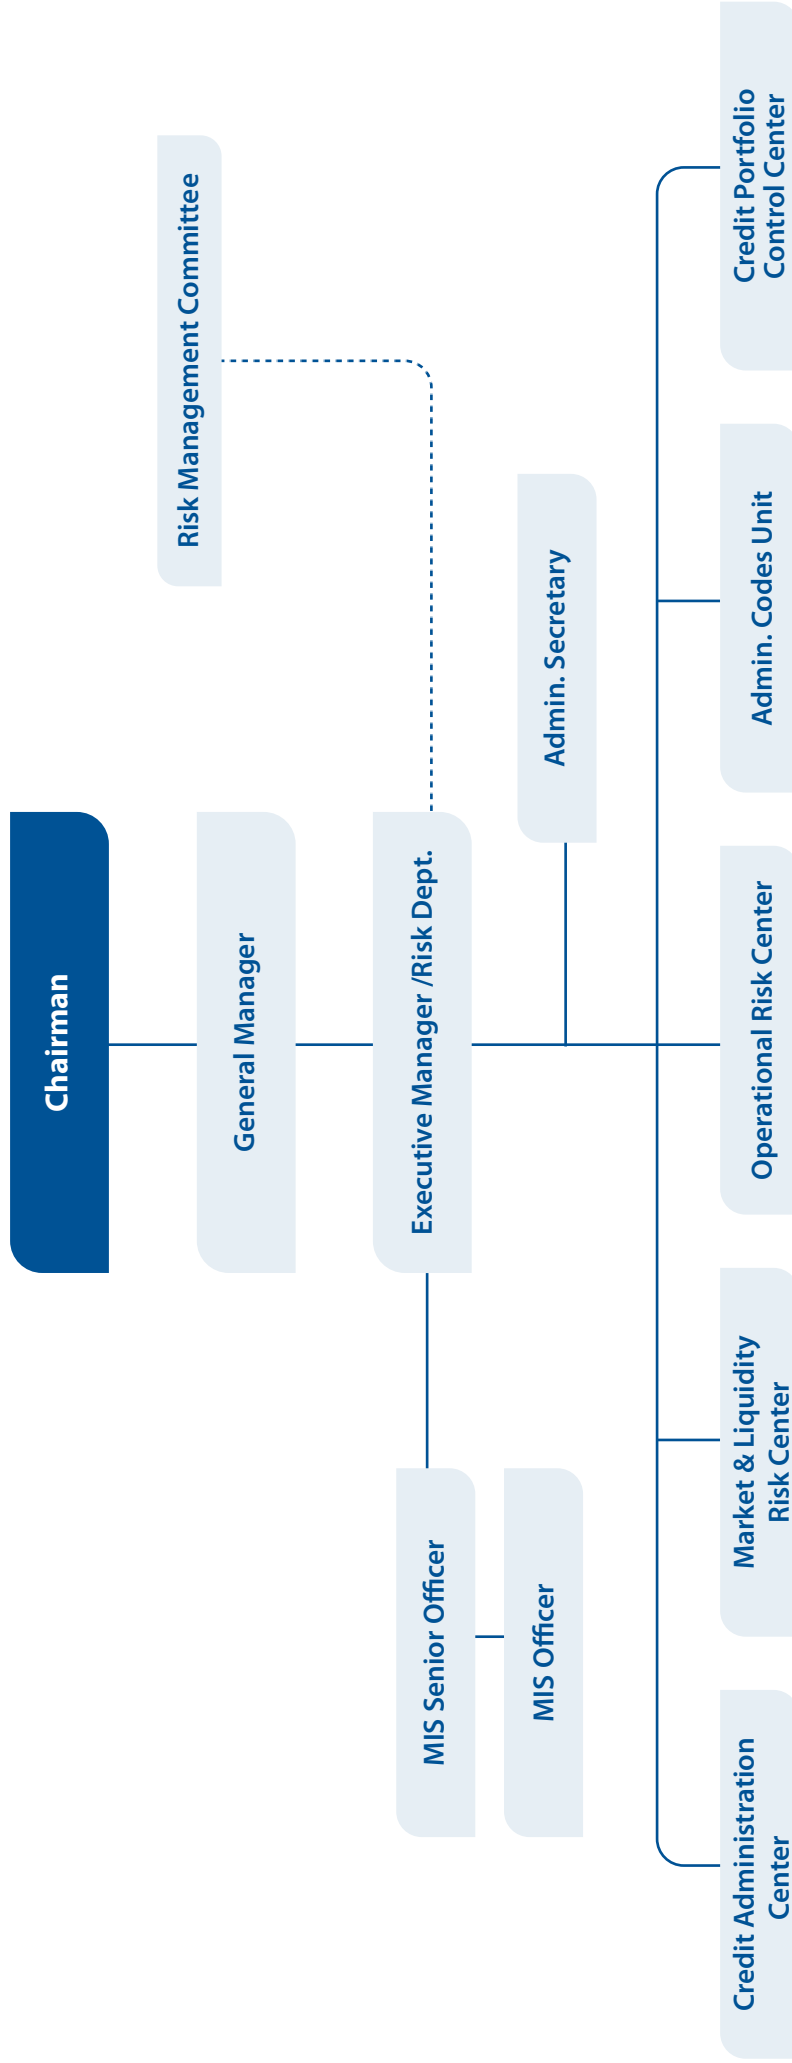 Chairman
Risk Management Committee
General Manager
Executive Manager /Risk Dept.
MIS Senior Officer
MIS Officer
Admin. Secretary
Credit Administration
Center
Market & Liquidity
Risk Center
Operational Risk Center
Admin. Codes Unit
Credit Portfolio
Control Center